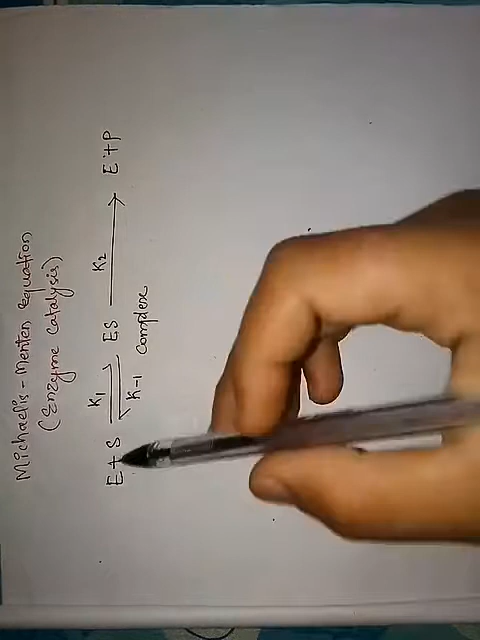 Michaelis-Menten equation
(Enzyme catalysis)
E + S ⇌ ES → E + P
K1 K-1 K2
complex